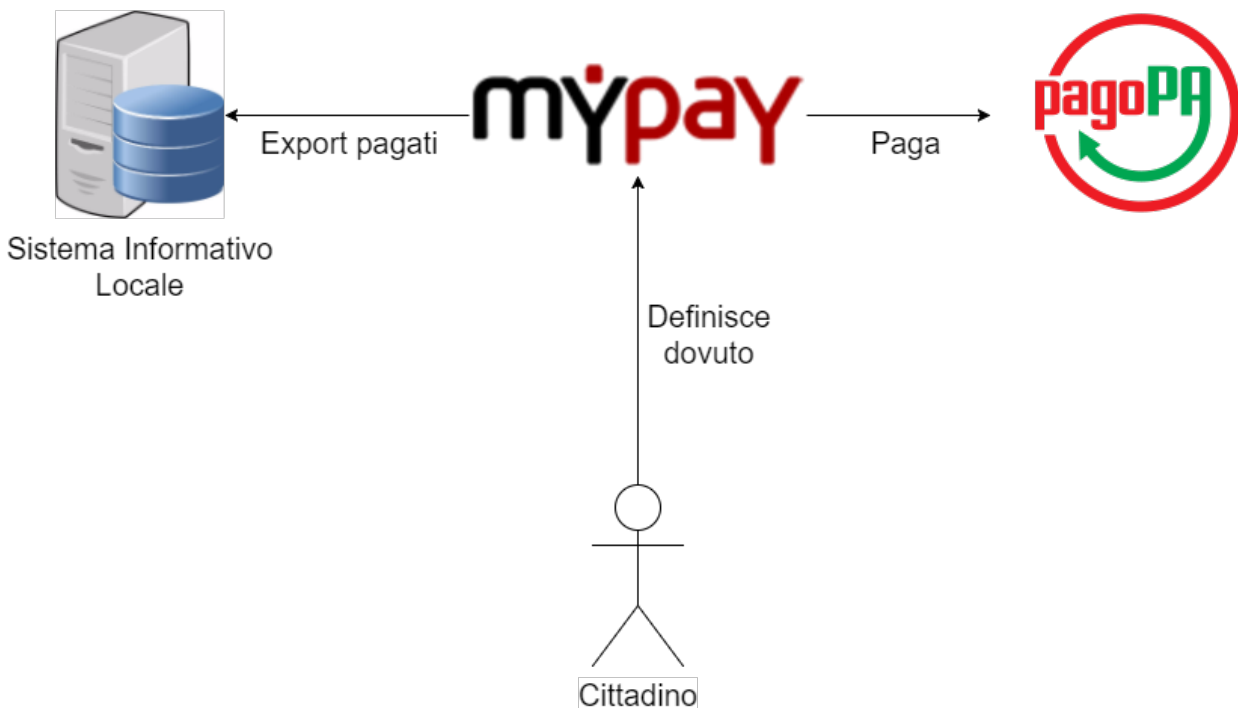 mypay
pagoPA
Export pagati
Paga
Sistema Informativo
Locale
Definisce
dovuto
Cittadino